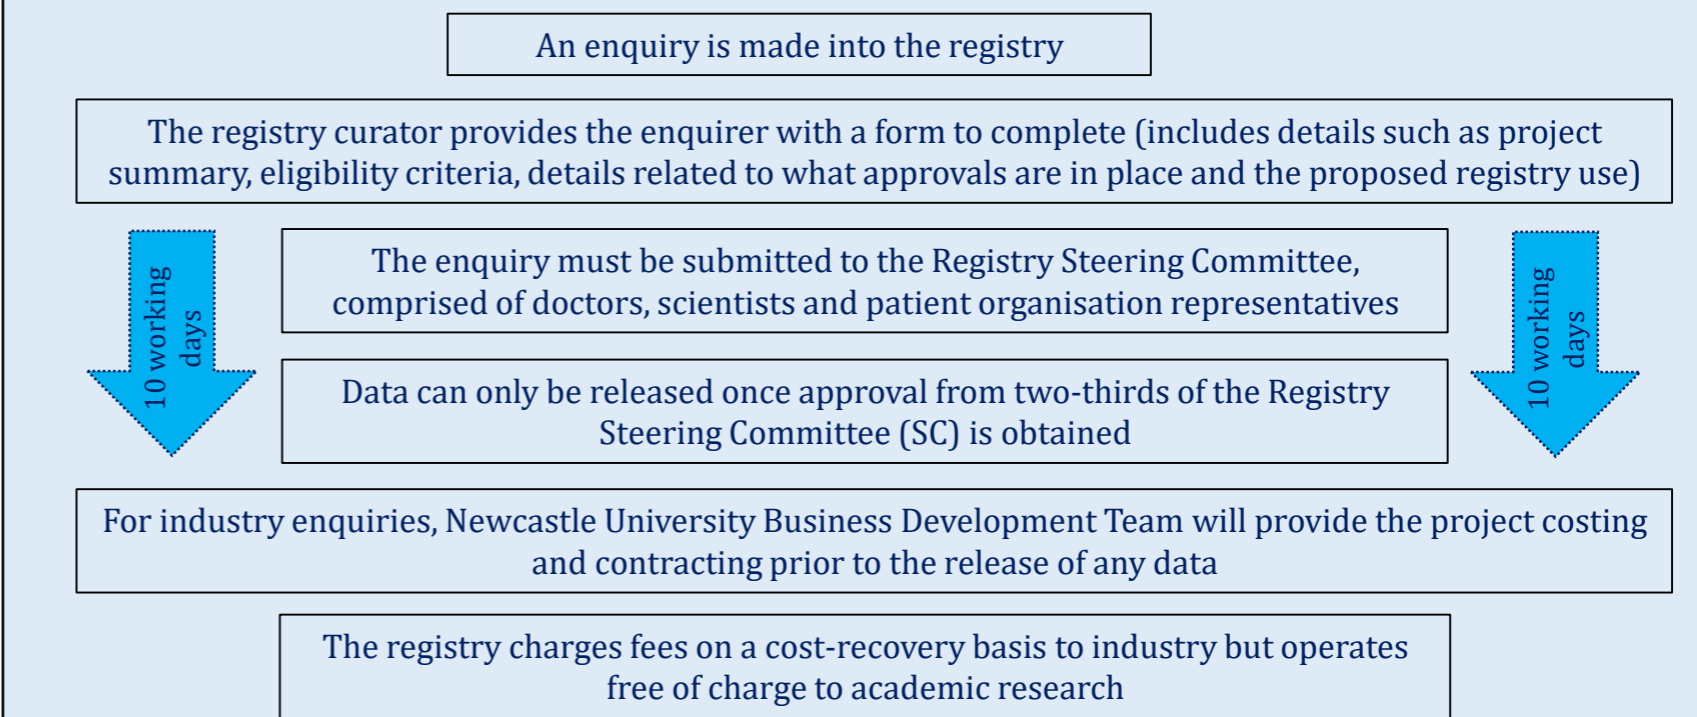 An enquiry is made into the registry
The registry curator provides the enquirer with a form to complete (includes details such as project
summary, eligibility criteria, details related to what approvals are in place and the proposed registry use)
10 working
days
The enquiry must be submitted to the Registry Steering Committee,
comprised of doctors, scientists and patient organisation representatives
10 working
days
Data can only be released once approval from two-thirds of the Registry
Steering Committee (SC) is obtained
For industry enquiries, Newcastle University Business Development Team will provide the project costing
and contracting prior to the release of any data
The registry charges fees on a cost-recovery basis to industry but operates
free of charge to academic research